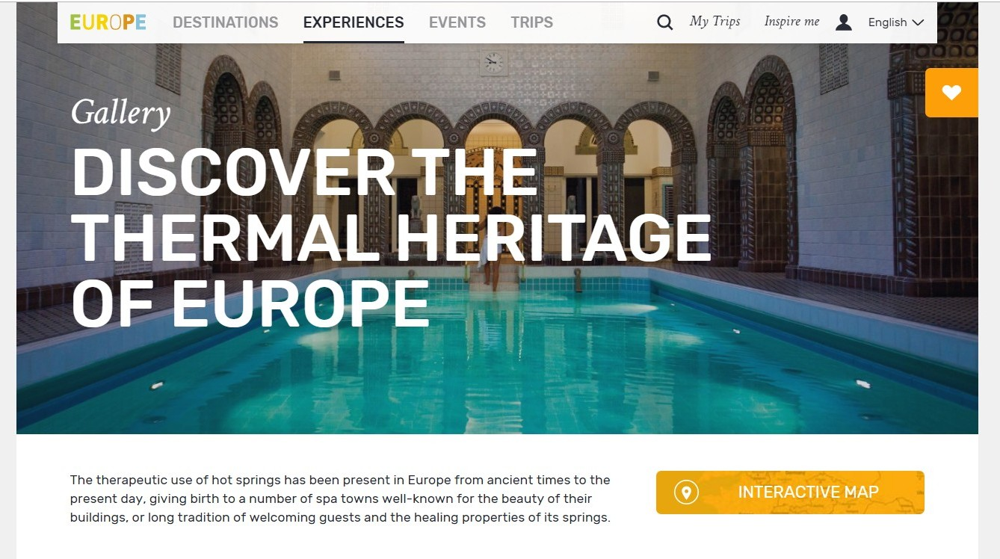 EUROPE DESTINATIONS EXPERIENCES EVENTS TRIPS My Trips Inspire me English
Gallery
DISCOVER THE
THERMAL HERITAGE
OF EUROPE
The therapeutic use of hot springs has been present in Europe from ancient times to the
present day, giving birth to a number of spa towns well-known for the beauty of their
buildings, or long tradition of welcoming guests and the healing properties of its springs.
INTERACTIVE MAP